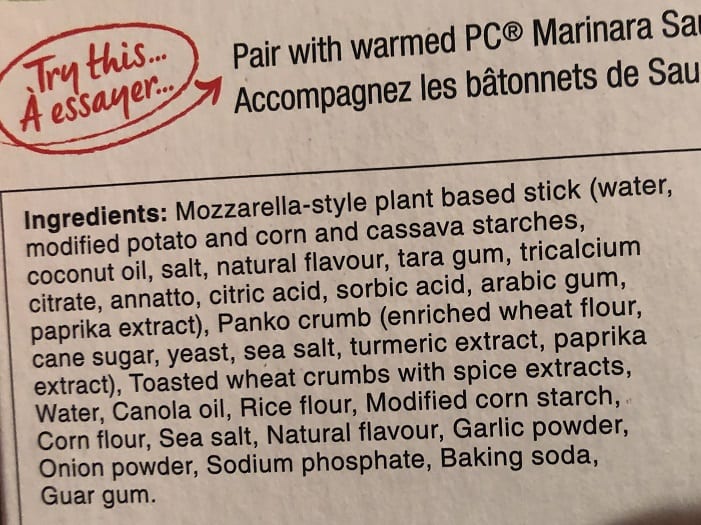 Try this...
À essayer...
Pair with warmed PC® Marinara
Accompagnez les bâtonnets de
Ingredients: Mozzarella-style plant based stick (water,
modified potato and corn and cassava starches,
coconut oil, salt, natural flavour, tara gum, tricalcium
citrate, annatto, citric acid, sorbic acid, arabic gum,
paprika extract), Panko crumb (enriched wheat flour,
cane sugar, yeast, sea salt, turmeric extract, paprika
extract), Toasted wheat crumbs with spice extracts,
Water, Canola oil, Rice flour, Modified corn starch,
Corn flour, Sea salt, Natural flavour, Garlic powder,
Onion powder, Sodium phosphate, Baking soda,
Guar gum.